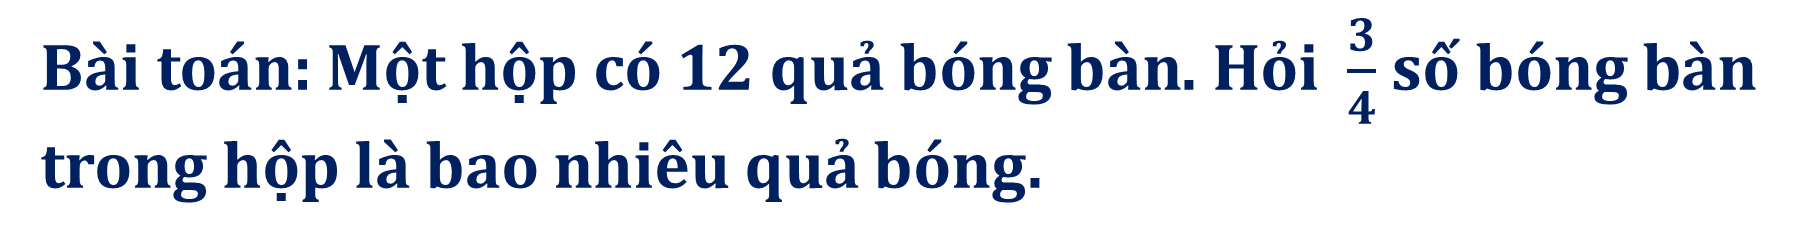 Bài toán: Một hộp có 12 quả bóng bàn. Hỏi 3/4 số bóng bàn
trong hộp là bao nhiêu quả bóng.